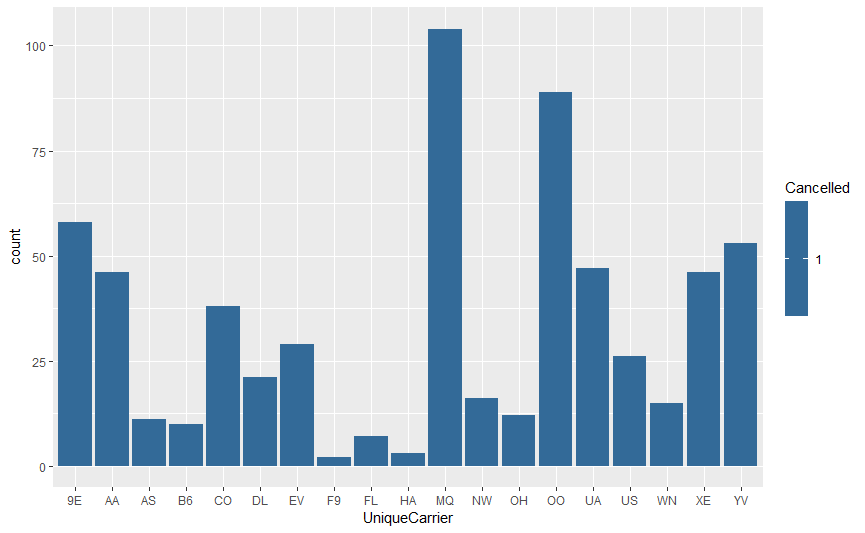 100
75
50
25
0
count
9E AA AS B6 CO DL EV F9 FL HA MQ NW OH OO UA US WN XE YV
UniqueCarrier
Cancelled
1